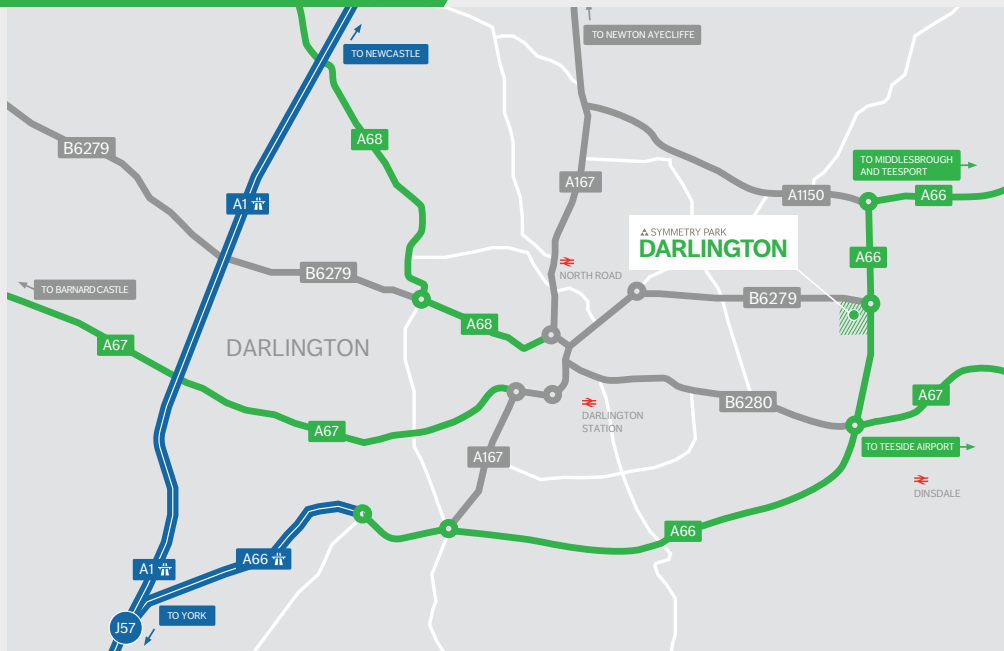 TO NEWTON AYECLIFFE
TO NEWCASTLE
A68
B6279
TO MIDDLESBROUGH
AND TEESPORT
A167
A1150
A66
A1
SYMMETRY PARK
DARLINGTON
A66
NORTH ROAD
B6279
TO BARNARD CASTLE
B6279
A68
A67
DARLINGTON
A67
B6280
DARLINGTON
STATION
A67
TO TEESIDE AIRPORT
A167
DINSDALE
A66
A66
A1
TO YORK
J57